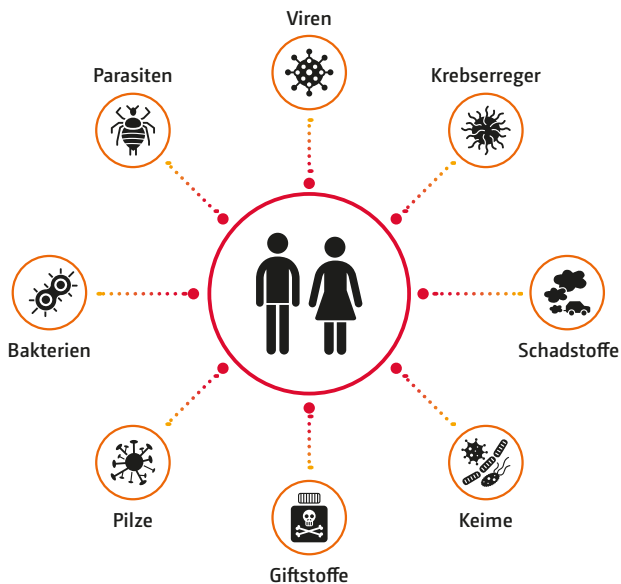 Viren
Parasiten
Krebserreger
Bakterien
Schadstoffe
Pilze
Keime
Giftstoffe